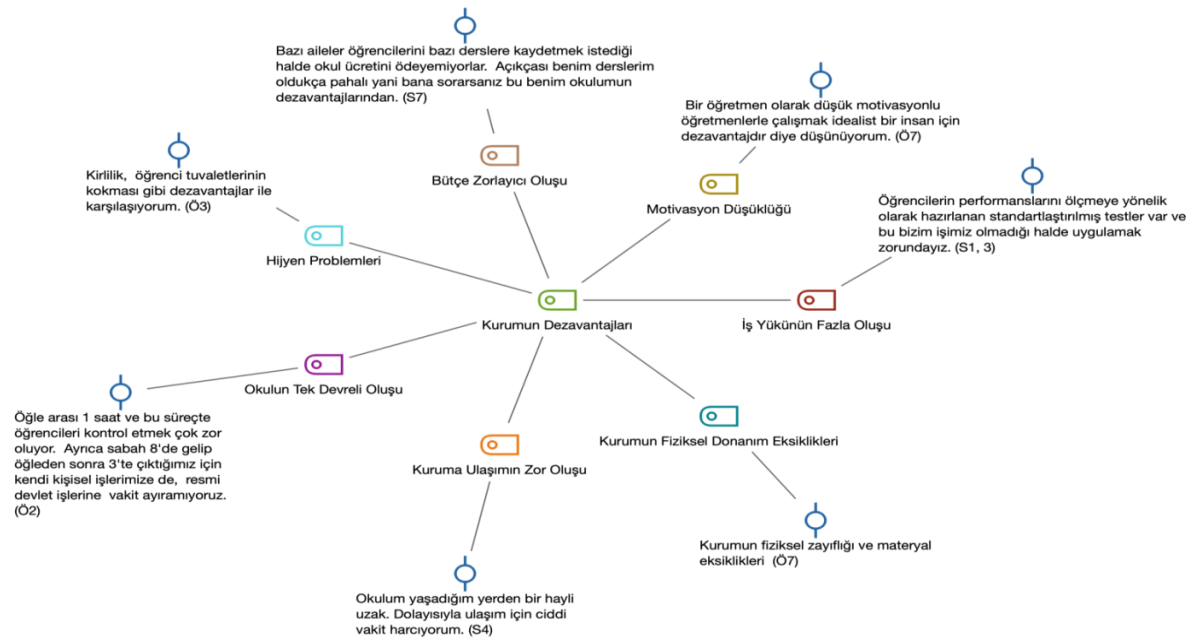 Bazı aileler öğrencilerini bazı derslere kaydetmek istediği
halde okul ücretini ödeyemiyorlar.  Açıkçası benim derslerim
oldukça pahalı yani bana sorarsanız bu benim okulumun
dezavantajlarından. (S7)
Bir öğretmen olarak düşük motivasyonlu
öğretmenlerle çalışmak idealist bir insan için
dezavantajdır diye düşünüyorum. (Ö7)
Kirlilik,  öğrenci tuvaletlerinin
kokması gibi dezavantajlar ile
karşılaşıyorum. (Ö3)
Bütçe Zorlayıcı Oluşu
Motivasyon Düşüklüğü
Öğrencilerin performanslarını ölçmeye yönelik
olarak hazırlanan standartlaştırılmış testler var ve
bu bizim işimiz olmadığı halde uygulamak
zorundayız. (S1, 3)
Hijyen Problemleri
Kurumun Dezavantajları
İş Yükünün Fazla Oluşu
Okulun Tek Devreli Oluşu
Öğle arası 1 saat ve bu süreçte
öğrencileri kontrol etmek çok zor
oluyor.  Ayrıca sabah 8'de gelip
öğleden sonra 3'te çıktığımız için
kendi kişisel işlerimize de,  resmi
devlet işlerine  vakit ayıramıyoruz.
(Ö2)
Kuruma Ulaşımın Zor Oluşu
Kurumun Fiziksel Donanım Eksiklikleri
Kurumun fiziksel zayıflığı ve materyal
eksiklikleri  (Ö7)
Okulum yaşadığım yerden bir hayli
uzak. Dolayısıyla ulaşım için ciddi
vakit harcıyorum. (S4)